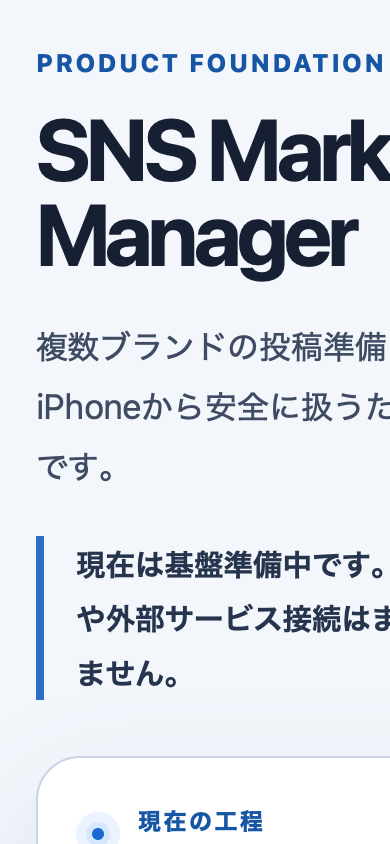 PRODUCT FOUNDATION
SNS Mark
Manager
複数ブランドの投稿準備
iPhoneから安全に扱うた
です。
現在は基盤準備中です。
や外部サービス接続はま
ません。
現在の工程